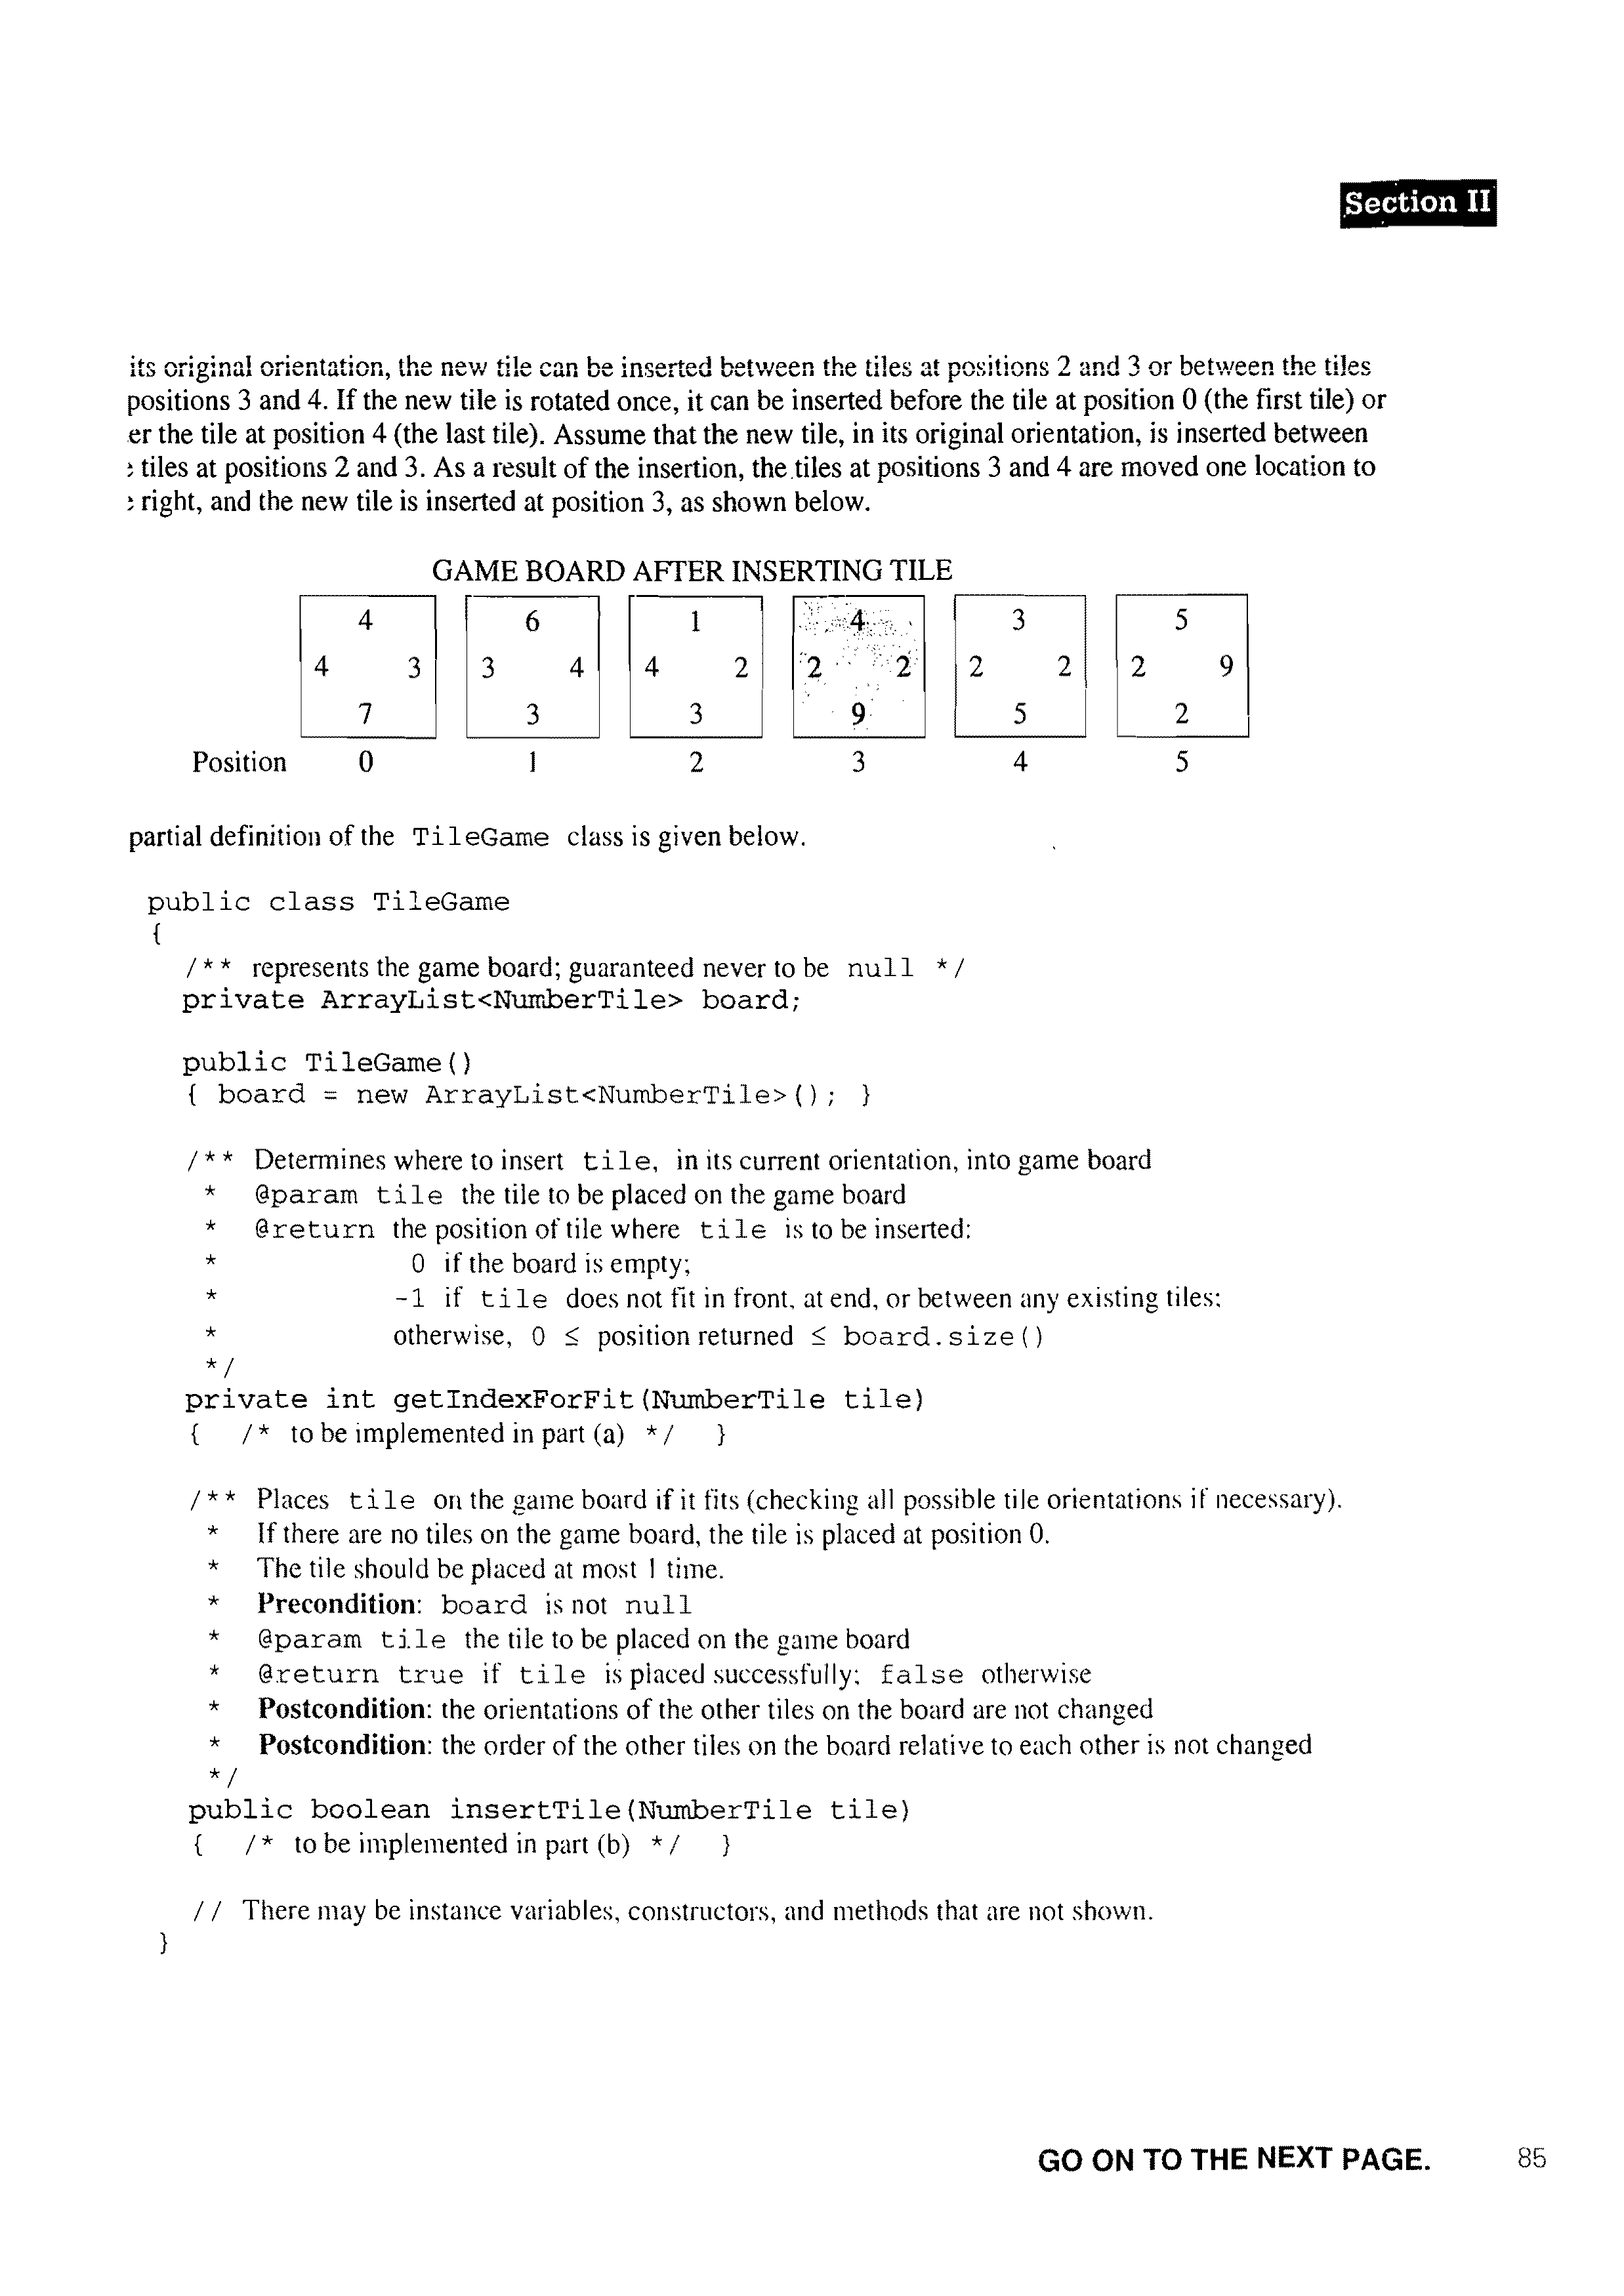 Section II
its original orientation, the new tile can be inserted between the tiles at positions 2 and 3 or between the tiles
positions 3 and 4. If the new tile is rotated once, it can be inserted before the tile at position 0 (the first tile) or
er the tile at position 4 (the last tile). Assume that the new tile, in its original orientation, is inserted between
tiles at positions 2 and 3. As a result of the insertion, the tiles at positions 3 and 4 are moved one location to
right, and the new tile is inserted at position 3, as shown below.
GAME BOARD AFTER INSERTING TILE
4 6 1 4 3 5
4 3 3 4 4 2 2 2 2 2 2 9
7 3 3 9 5 2
Position 0 1 2 3 4 5
partial definition of the TileGame class is given below.
public class TileGame
{
/** represents the game board; guaranteed never to be null */
private ArrayList<NumberTile> board;
public TileGame()
{ board = new ArrayList<NumberTile>(); }
/** Determines where to insert tile, in its current orientation, into game board
* @param tile the tile to be placed on the game board
* @return the position of tile where tile is to be inserted:
* 0 if the board is empty;
* -1 if tile does not fit in front, at end, or between any existing tiles;
* otherwise, 0 ≤ position returned ≤ board.size()
*/
private int getIndexForFit(NumberTile tile)
{ /* to be implemented in part (a) */ }
/** Places tile on the game board if it fits (checking all possible tile orientations if necessary).
* If there are no tiles on the game board, the tile is placed at position 0.
* The tile should be placed at most 1 time.
* Precondition: board is not null
* @param tile the tile to be placed on the game board
* @return true if tile is placed successfully; false otherwise
* Postcondition: the orientations of the other tiles on the board are not changed
* Postcondition: the order of the other tiles on the board relative to each other is not changed
*/
public boolean insertTile(NumberTile tile)
{ /* to be implemented in part (b) */ }
// There may be instance variables, constructors, and methods that are not shown.
}
GO ON TO THE NEXT PAGE. 85